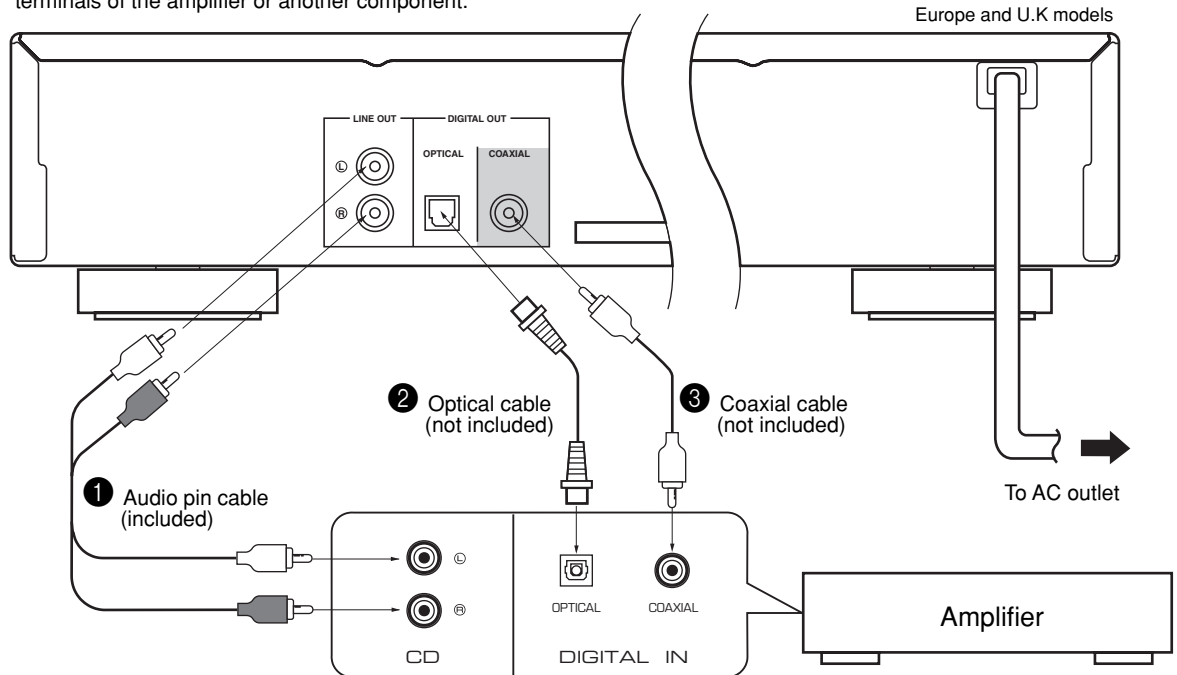 terminals of the amplifier or another component.
Europe and U.K models
LINE OUT
DIGITAL OUT
OPTICAL
COAXIAL
L
R
2 Optical cable
(not included)
3 Coaxial cable
(not included)
To AC outlet
1 Audio pin cable
(included)
L
R
OPTICAL
COAXIAL
CD
DIGITAL IN
Amplifier